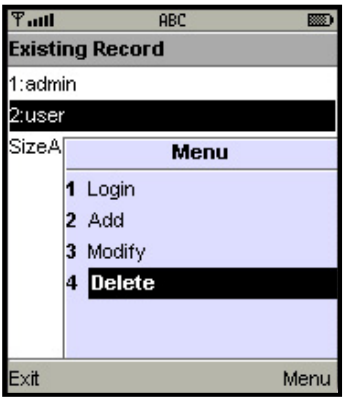 ABC
Existing Record
1:admin
2:user
SizeA
Menu
1 Login
2 Add
3 Modify
4 Delete
Exit Menu